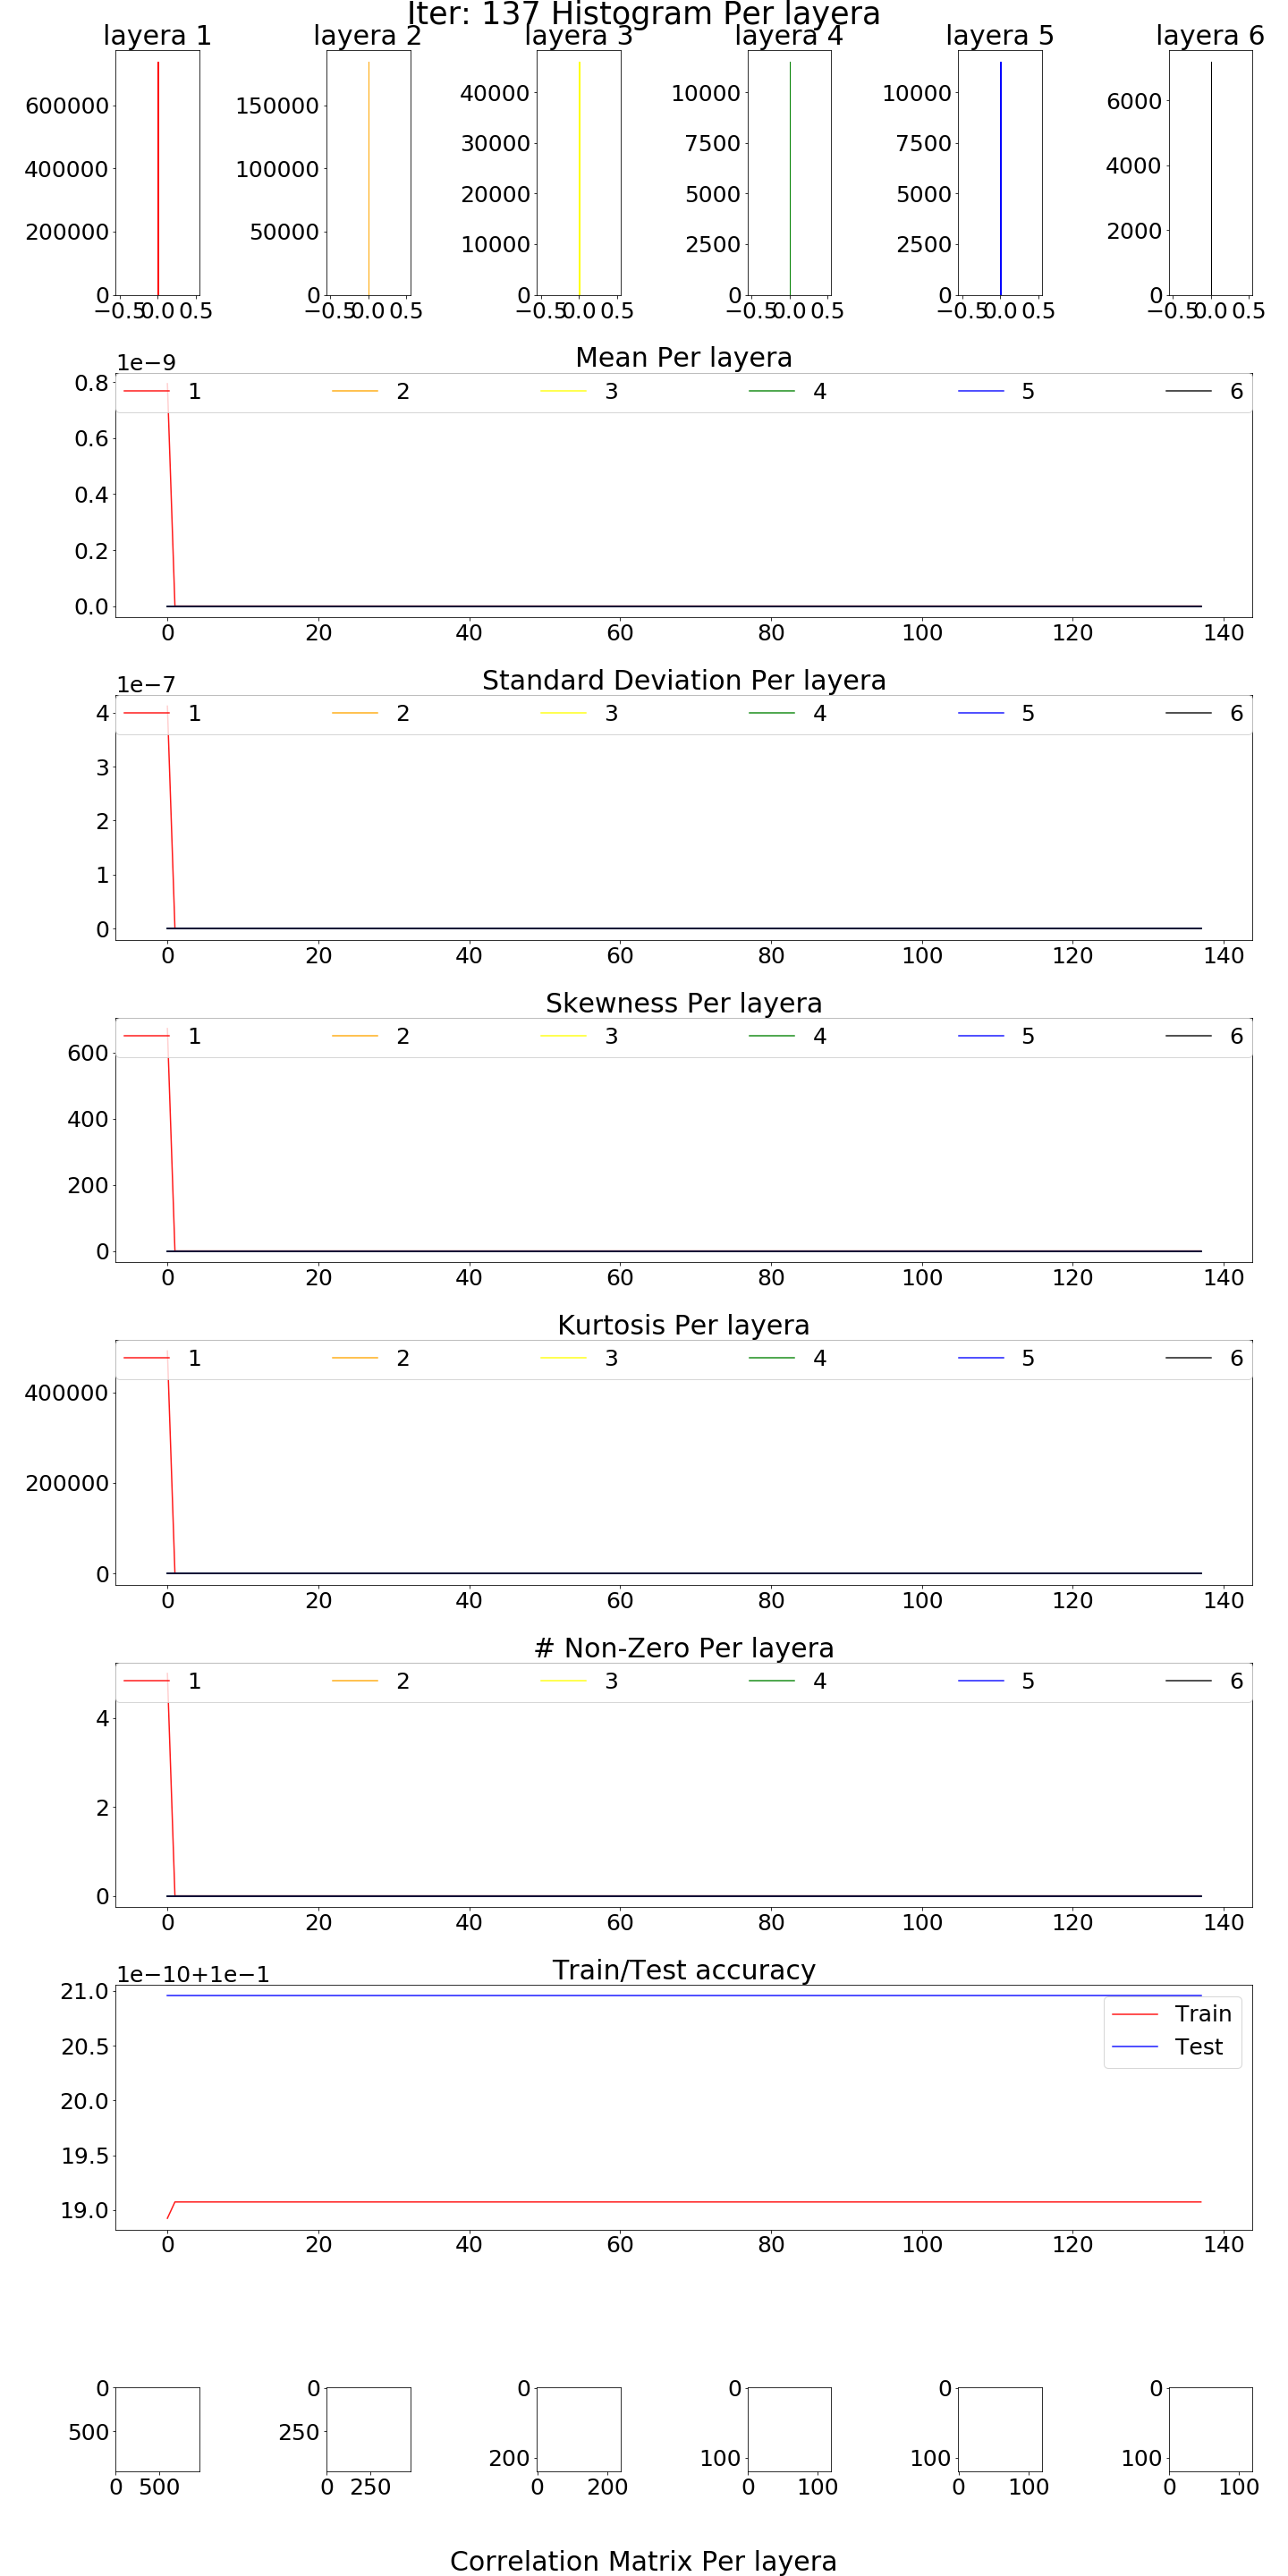 Iter: 137 Histogram Per layera
layera 1 layera 2 layera 3 layera 4 layera 5 layera 6
600000 400000 200000 0
150000 100000 50000 0
40000 30000 20000 10000 0
10000 7500 5000 2500 0
10000 7500 5000 2500 0
6000 4000 2000 0
−0.5 0.0 0.5 −0.5 0.0 0.5 −0.5 0.0 0.5 −0.5 0.0 0.5 −0.5 0.0 0.5 −0.5 0.0 0.5
Mean Per layera
1e−9
1 2 3 4 5 6
0.8
0.6
0.4
0.2
0.0
0 20 40 60 80 100 120 140
Standard Deviation Per layera
1e−7
1 2 3 4 5 6
4
3
2
1
0
0 20 40 60 80 100 120 140
Skewness Per layera
1 2 3 4 5 6
600
400
200
0
0 20 40 60 80 100 120 140
Kurtosis Per layera
1 2 3 4 5 6
400000
200000
0
0 20 40 60 80 100 120 140
# Non-Zero Per layera
1 2 3 4 5 6
4
2
0
0 20 40 60 80 100 120 140
Train/Test accuracy
1e−10+1e−1
21.0
20.5
20.0
19.5
19.0
Train
Test
0 20 40 60 80 100 120 140
0 0 0 0 0 0
500 250 200 100 100 100
0 500 0 250 0 200 0 100 0 100 0 100
Correlation Matrix Per layera